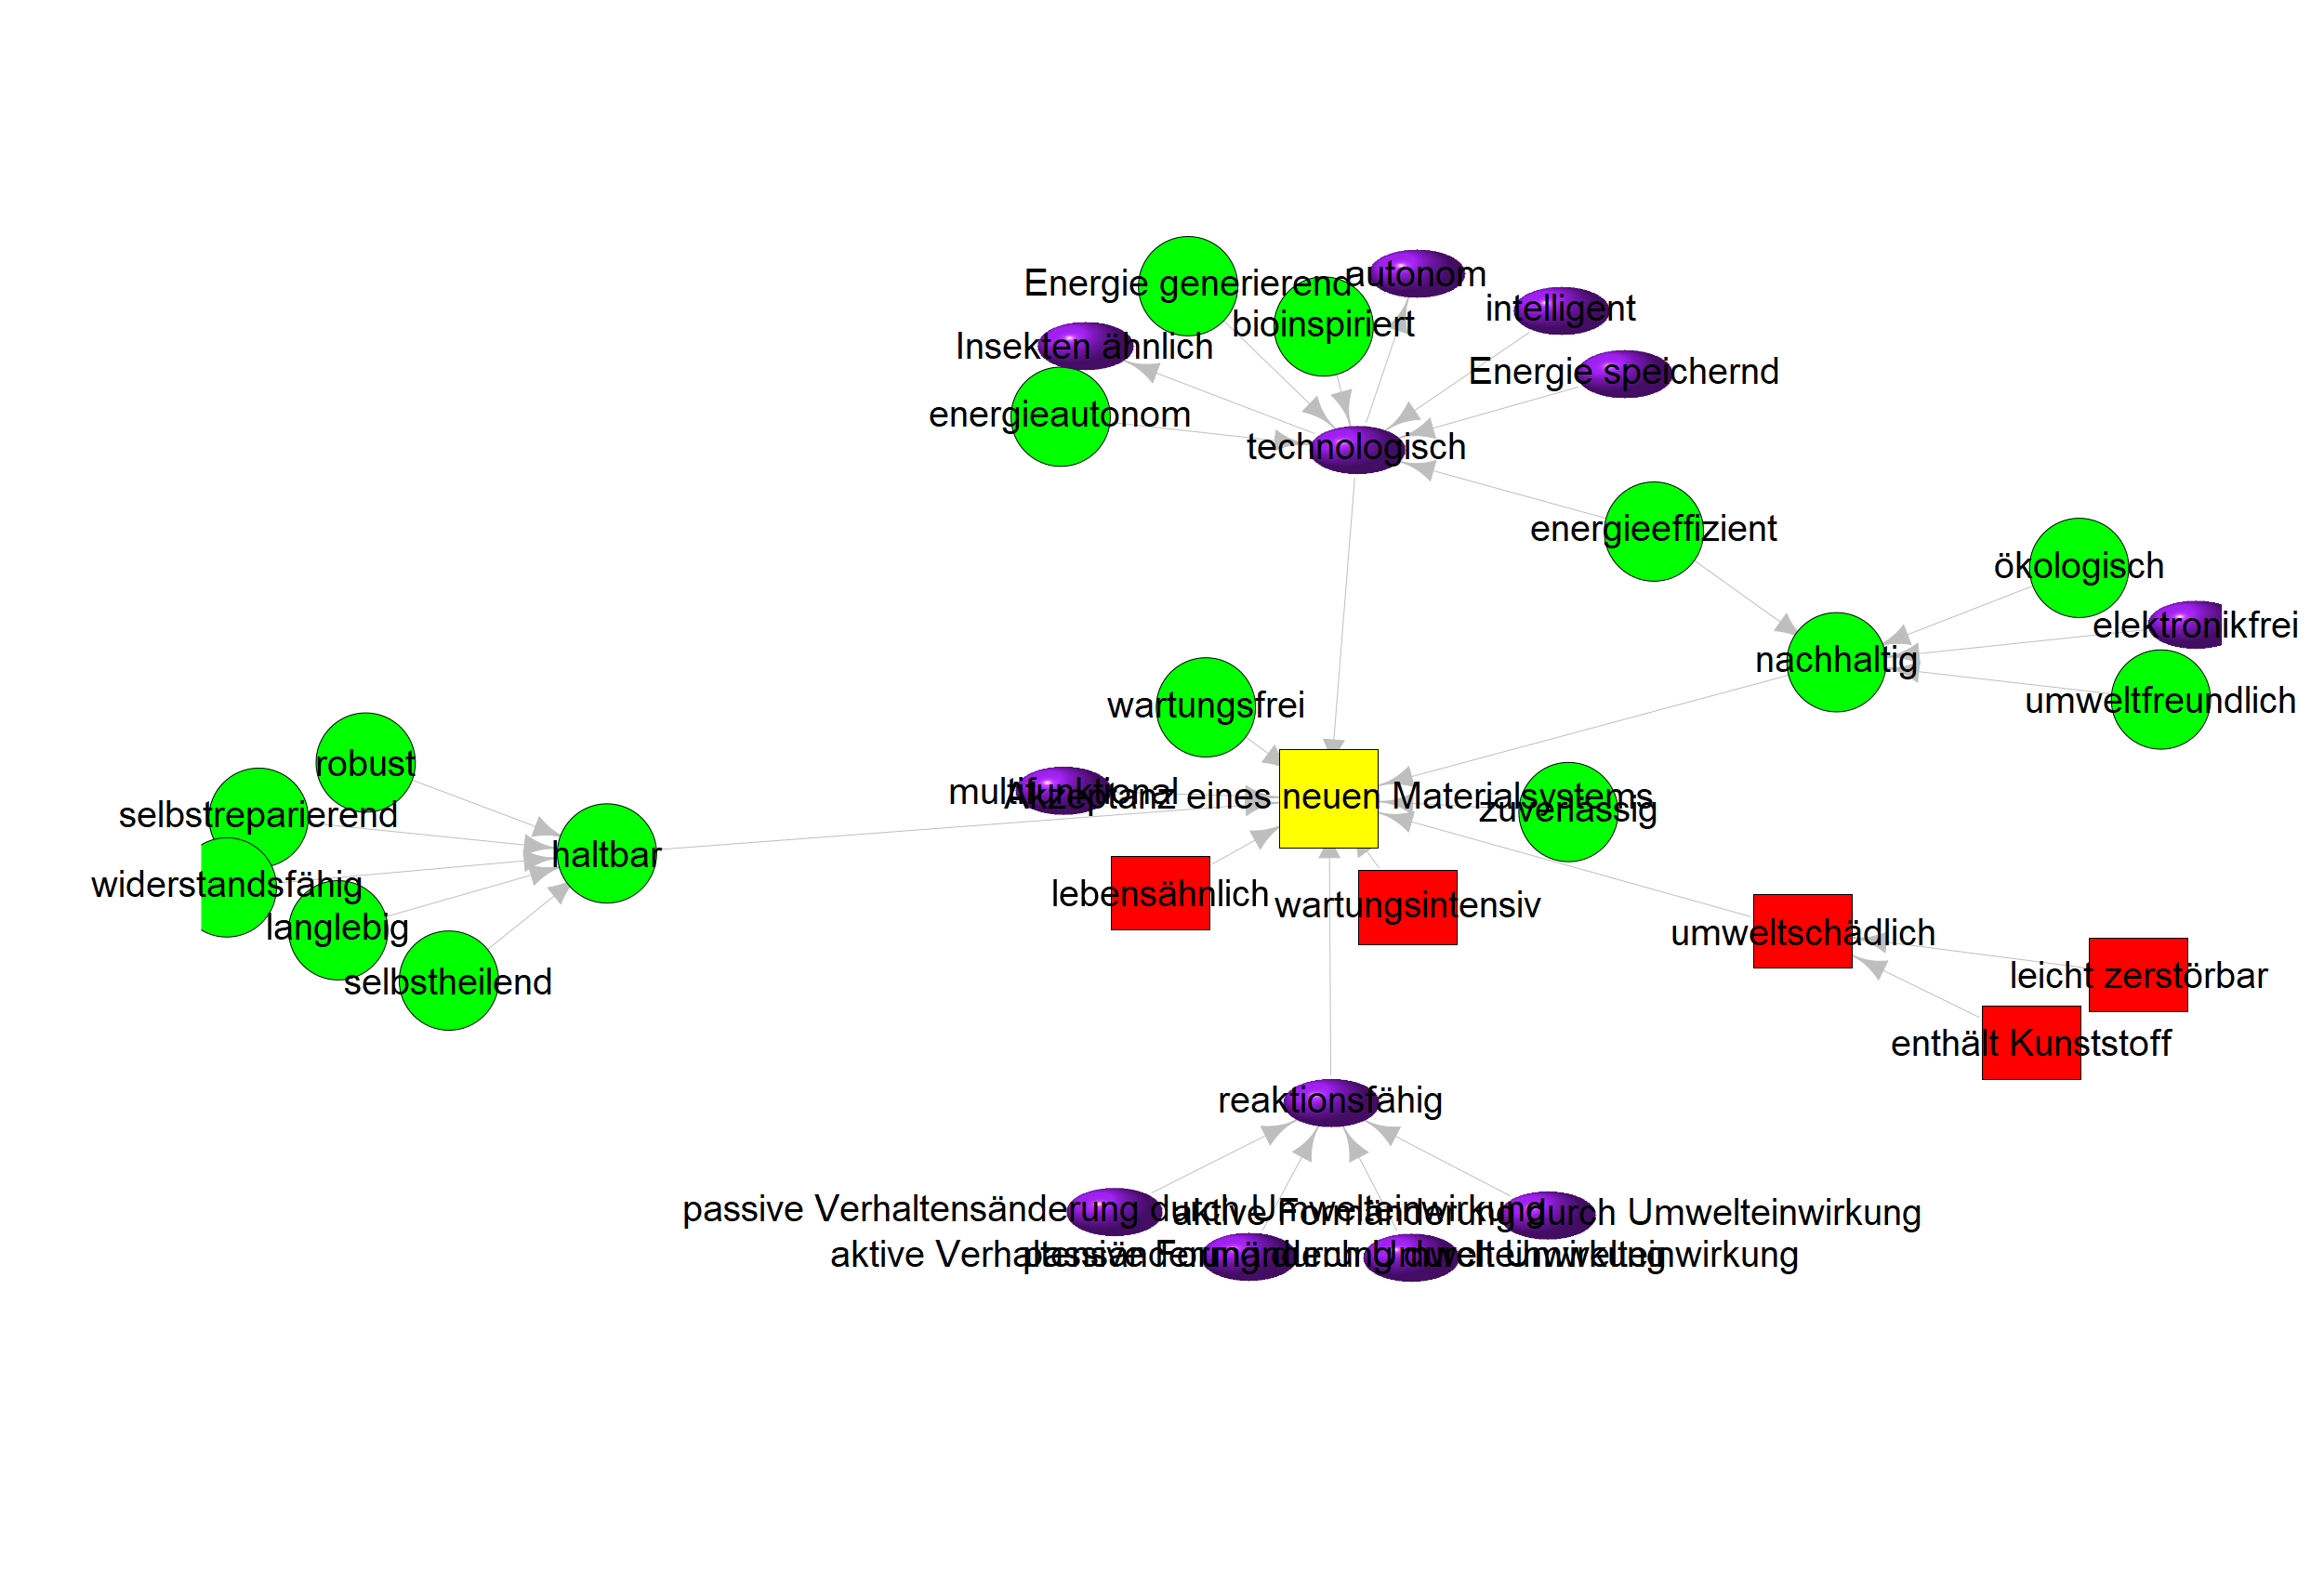 autonom
Energie generierend
intelligent
bioinspiriert
Insekten ähnlich
Energie speichernd
energieautonom
technologisch
energieeffizient
ökologisch
elektronikfrei
nachhaltig
umweltfreundlich
wartungsfrei
robust
multifunktional
Akzeptanz eines neuen Materialsystems
zuverlässig
selbstreparierend
haltbar
widerstandsfähig
lebensähnlich
wartungsintensiv
langlebig
umweltschädlich
leicht zerstörbar
selbstheilend
enthält Kunststoff
reaktionsfähig
passive Verhaltensänderung durch Umwelteinwirkung
aktive Formänderung durch Umwelteinwirkung
aktive Verhaltensänderung durch Umwelteinwirkung
passive Formänderung durch Umwelteinwirkung